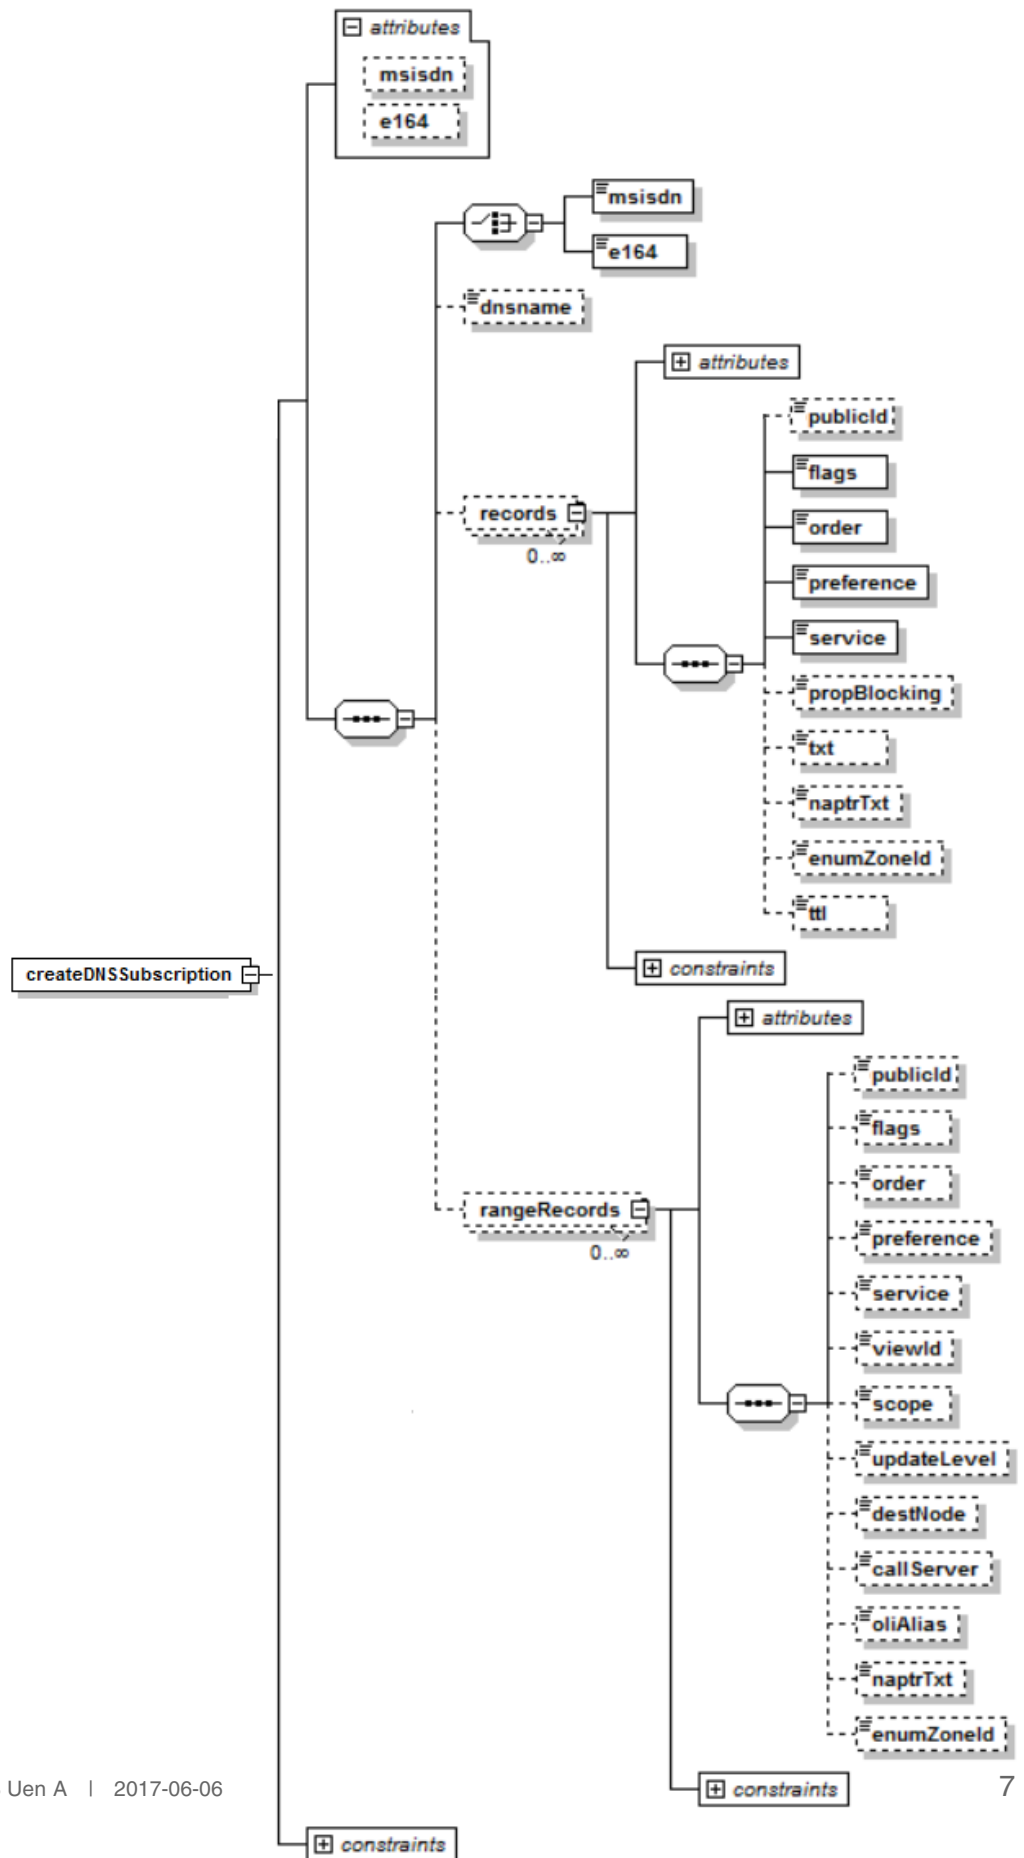 attributes
msisdn
e164
msisdn
e164
dnsname
attributes
publicId
flags
order
preference
service
propBlocking
txt
naptrTxt
enumZoneId
ttl
records
0..∞
constraints
createDNSSubscription
attributes
publicId
flags
order
preference
service
viewId
scope
updateLevel
destNode
callServer
oliAlias
naptrTxt
enumZoneId
rangeRecords
0..∞
constraints
Uen A | 2017-06-06
7
constraints